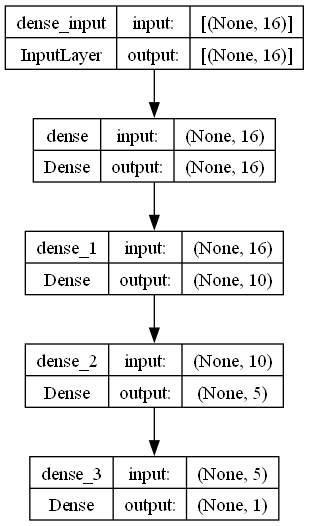 dense_input input: [(None, 16)]
InputLayer output: [(None, 16)]
dense input: (None, 16)
Dense output: (None, 16)
dense_1 input: (None, 16)
Dense output: (None, 10)
dense_2 input: (None, 10)
Dense output: (None, 5)
dense_3 input: (None, 5)
Dense output: (None, 1)